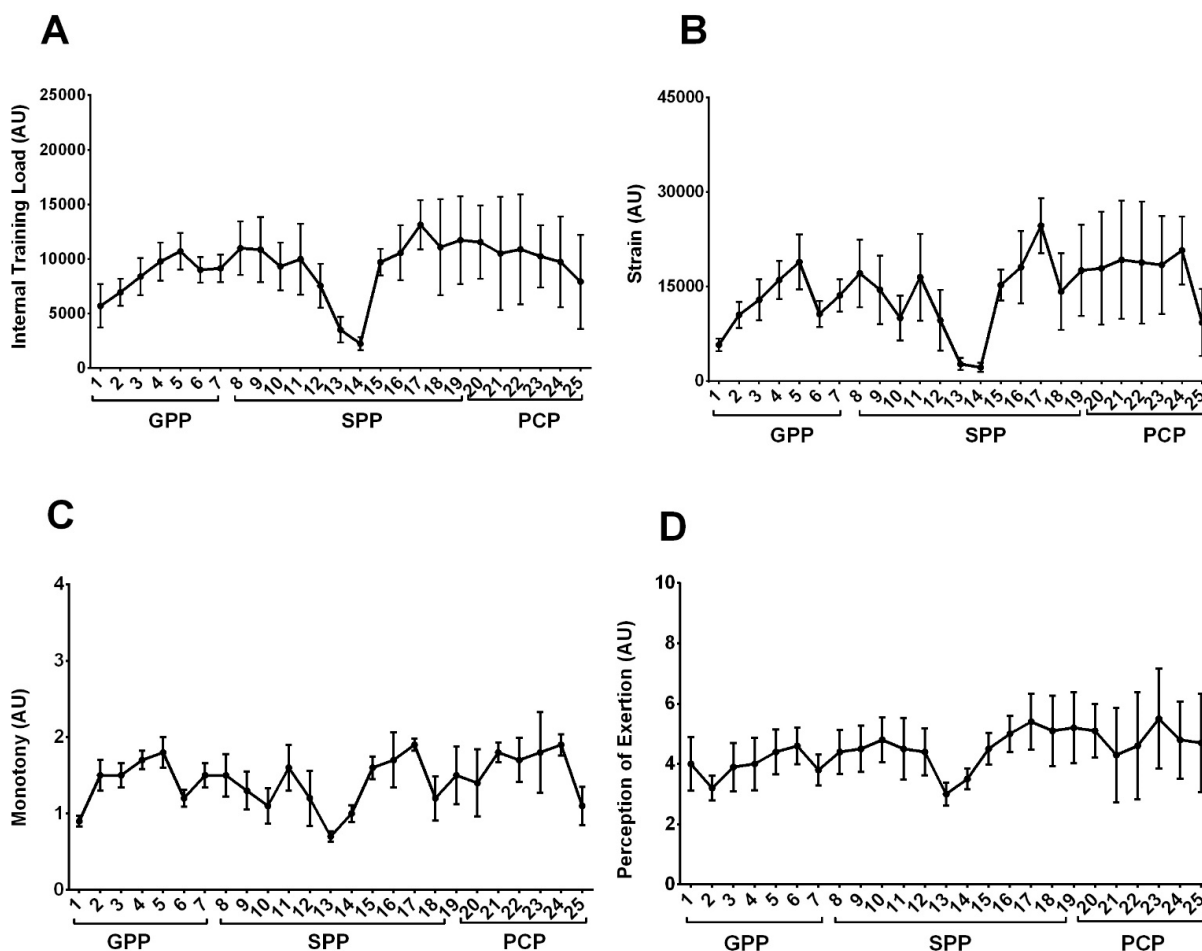 A
Internal Training Load (AU)
25000
20000
15000
10000
5000
0
1 2 3 4 5 6 7 8 9 10 11 12 13 14 15 16 17 18 19 20 21 22 23 24 25
GPP SPP PCP
B
Strain (AU)
45000
30000
15000
0
1 2 3 4 5 6 7 8 9 10 11 12 13 14 15 16 17 18 19 20 21 22 23 24 25
GPP SPP PCP
C
Monotony (AU)
4
3
2
1
0
1 2 3 4 5 6 7 8 9 10 11 12 13 14 15 16 17 18 19 20 21 22 23 24 25
GPP SPP PCP
D
Perception of Exertion (AU)
10
8
6
4
2
0
1 2 3 4 5 6 7 8 9 10 11 12 13 14 15 16 17 18 19 20 21 22 23 24 25
GPP SPP PCP